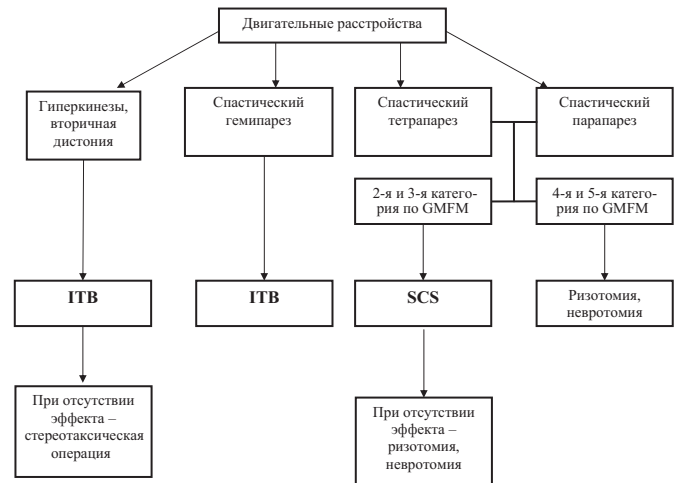 Двигательные расстройства
Гиперкинезы,
вторичная
дистония
Спастический
гемипарез
Спастический
тетрапарез
Спастический
парапарез
2-я и 3-я катего-
рия по GMFM
4-я и 5-я катего-
рия по GMFM
ITB
ITB
SCS
Ризотомия,
невротомия
При отсутствии
эффекта –
стереотаксическая
операция
При отсутствии
эффекта –
ризотомия,
невротомия